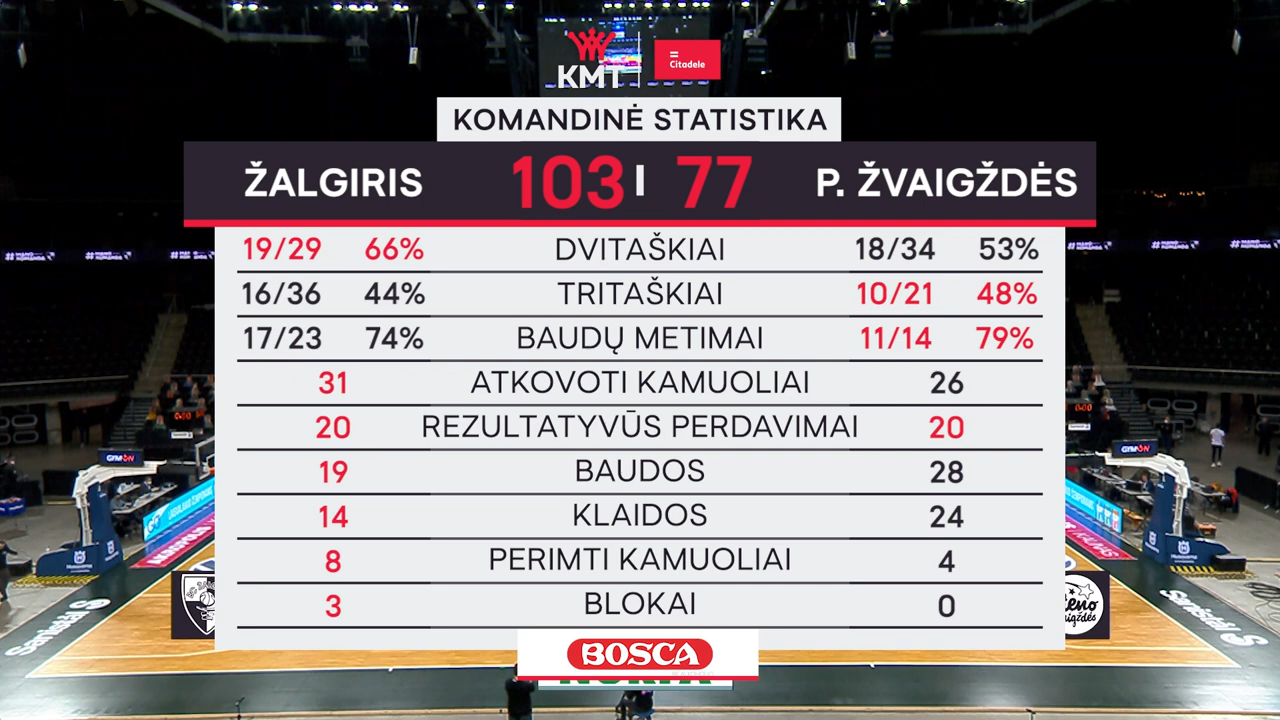 KMT
Citadele
KOMANDINĖ STATISTIKA
ŽALGIRIS 103 77 P. ŽVAIGŽDĖS
19/29 66% DVITAŠKIAI 18/34 53%
16/36 44% TRITAŠKIAI 10/21 48%
17/23 74% BAUDŲ METIMAI 11/14 79%
31 ATKOVOTI KAMUOLIAI 26
20 REZULTATYVŪS PERDAVIMAI 20
19 BAUDOS 28
14 KLAIDOS 24
8 PERIMTI KAMUOLIAI 4
3 BLOKAI 0
BOSCA